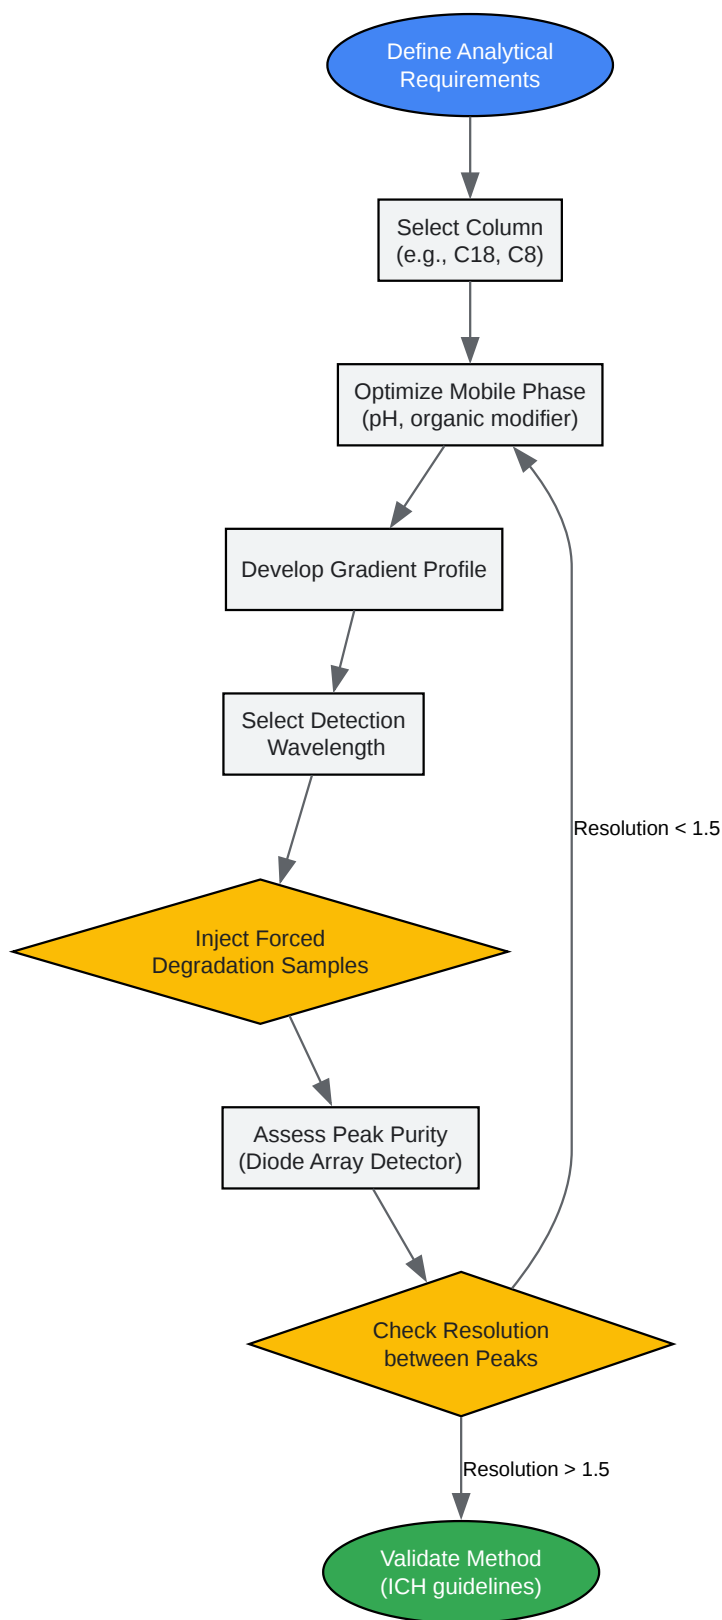 Define Analytical
Requirements
Select Column
(e.g., C18, C8)
Optimize Mobile Phase
(pH, organic modifier)
Develop Gradient Profile
Select Detection
Wavelength
Resolution < 1.5
Inject Forced
Degradation Samples
Assess Peak Purity
(Diode Array Detector)
Check Resolution
between Peaks
Resolution > 1.5
Validate Method
(ICH guidelines)